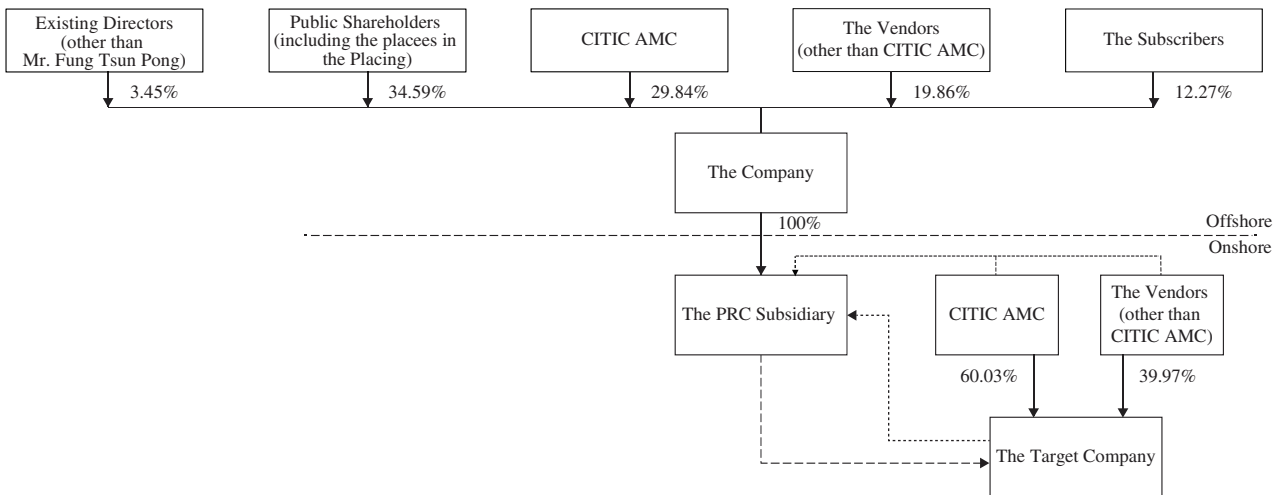 Existing Directors
(other than
Mr. Fung Tsun Pong)
Public Shareholders
(including the placees in
the Placing)
CITIC AMC
The Vendors
(other than CITIC AMC)
The Subscribers
3.45%
34.59%
29.84%
19.86%
12.27%
The Company
100%
Offshore
Onshore
The PRC Subsidiary
CITIC AMC
The Vendors
(other than
CITIC AMC)
60.03%
39.97%
The Target Company